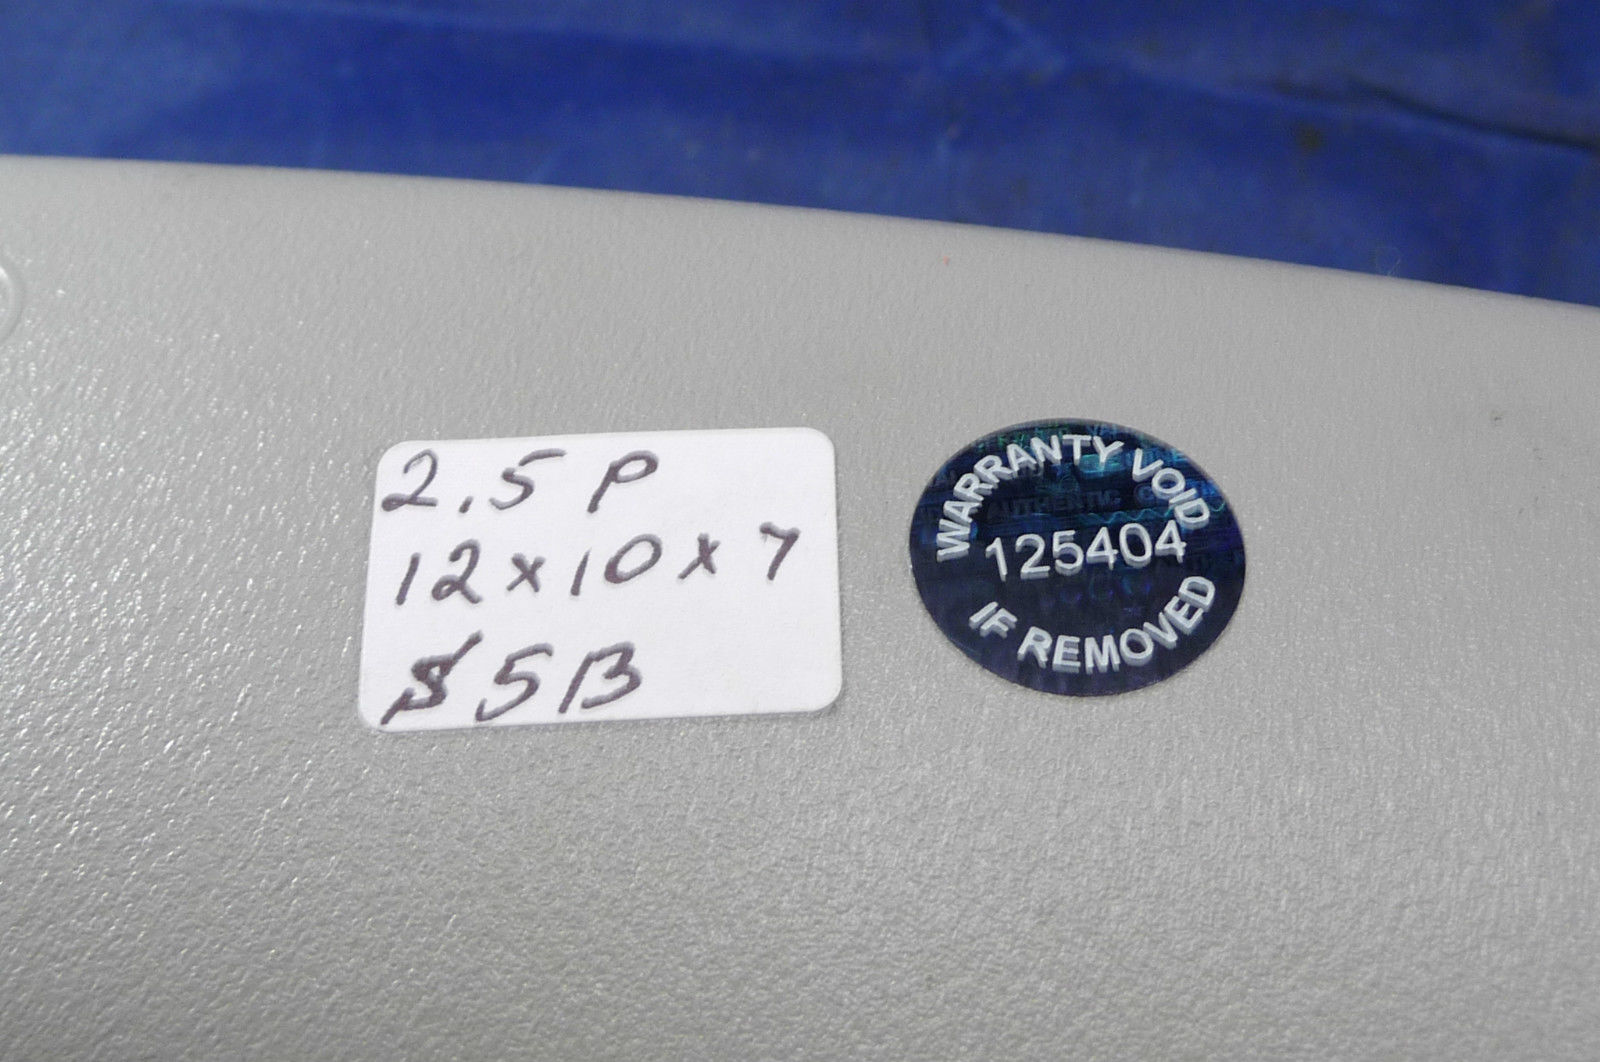 2.5 P
12x10x7
$5B
WARRANTY VOID
125404
IF REMOVED